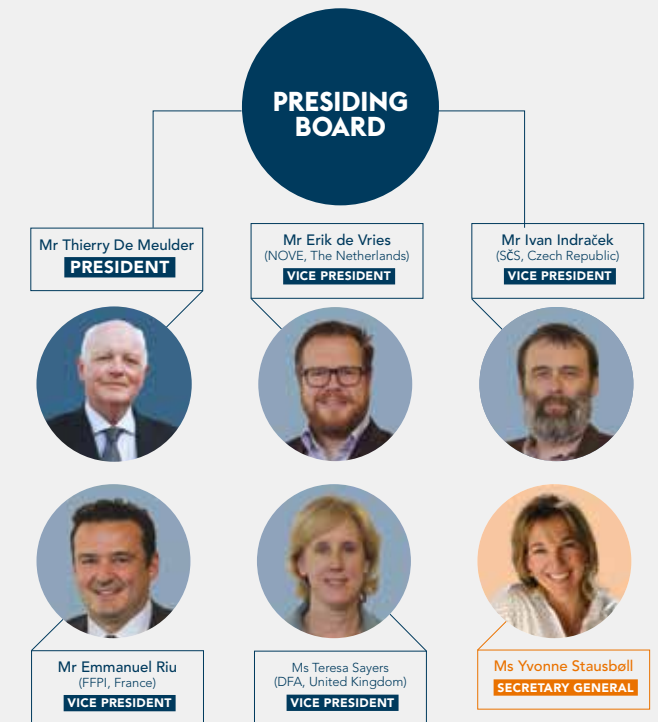 PRESIDING
BOARD
Mr Thierry De Meulder
PRESIDENT
Mr Erik de Vries
(NOVE, The Netherlands)
VICE PRESIDENT
Mr Ivan Indraček
(SČS, Czech Republic)
VICE PRESIDENT
Mr Emmanuel Riu
(FFPI, France)
VICE PRESIDENT
Ms Teresa Sayers
(DFA, United Kingdom)
VICE PRESIDENT
Ms Yvonne Stausbøll
SECRETARY GENERAL